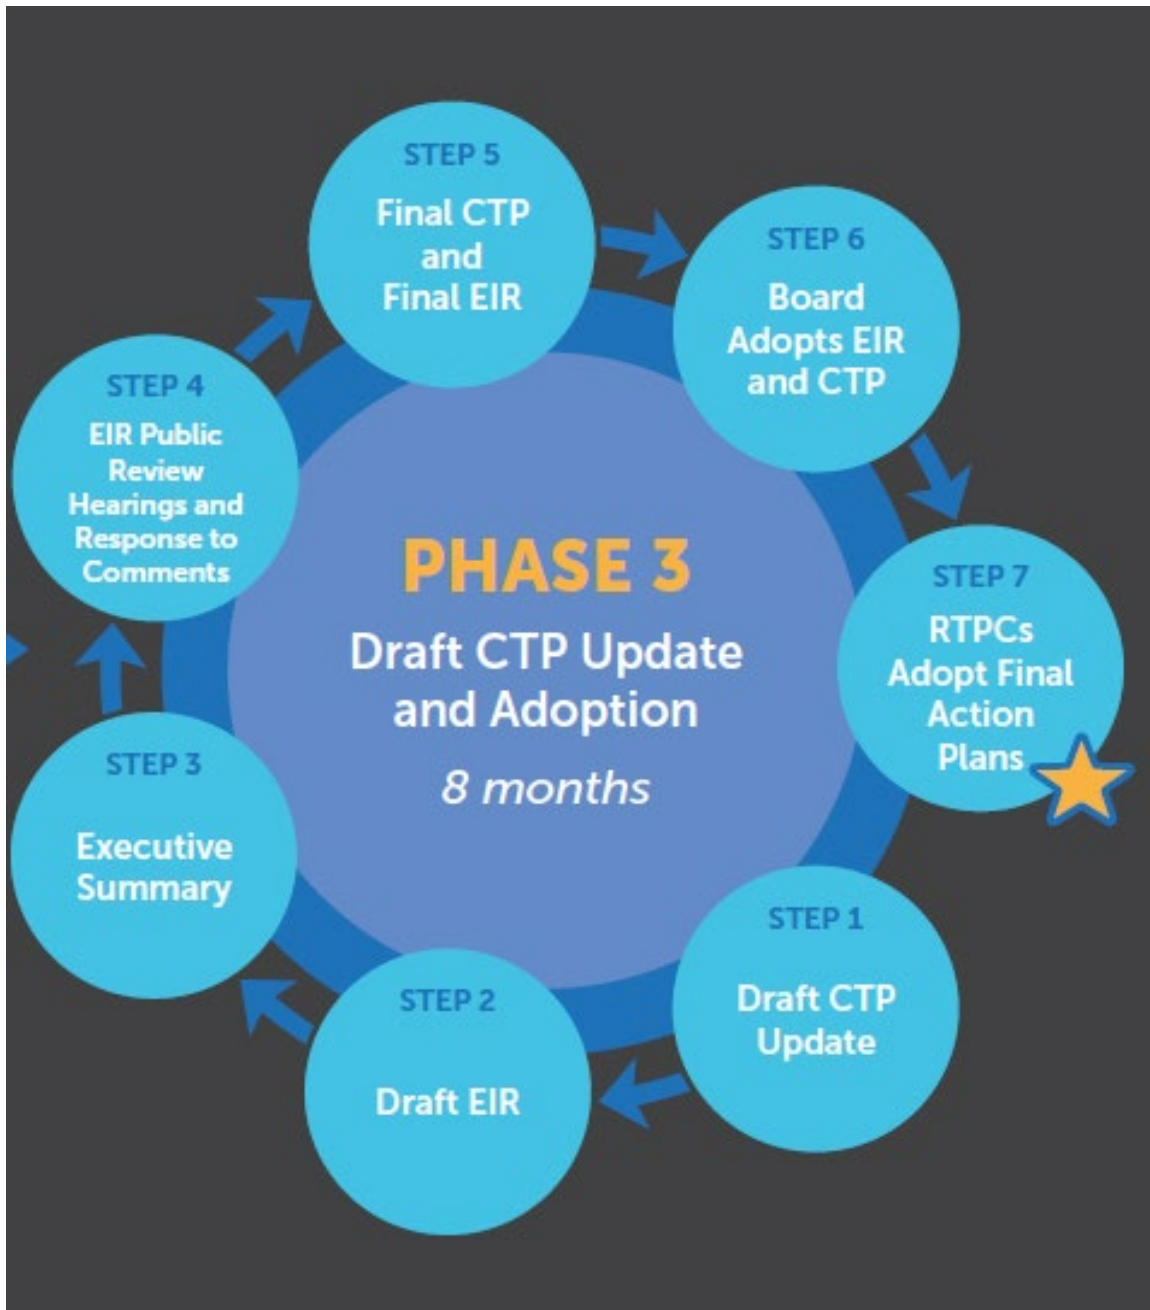 PHASE 3
Draft CTP Update
and Adoption
8 months
STEP 1
Draft CTP
Update
STEP 2
Draft EIR
STEP 3
Executive
Summary
STEP 4
EIR Public
Review
Hearings and
Response to
Comments
STEP 5
Final CTP
and
Final EIR
STEP 6
Board
Adopts EIR
and CTP
STEP 7
RTPCs
Adopt Final
Action
Plans